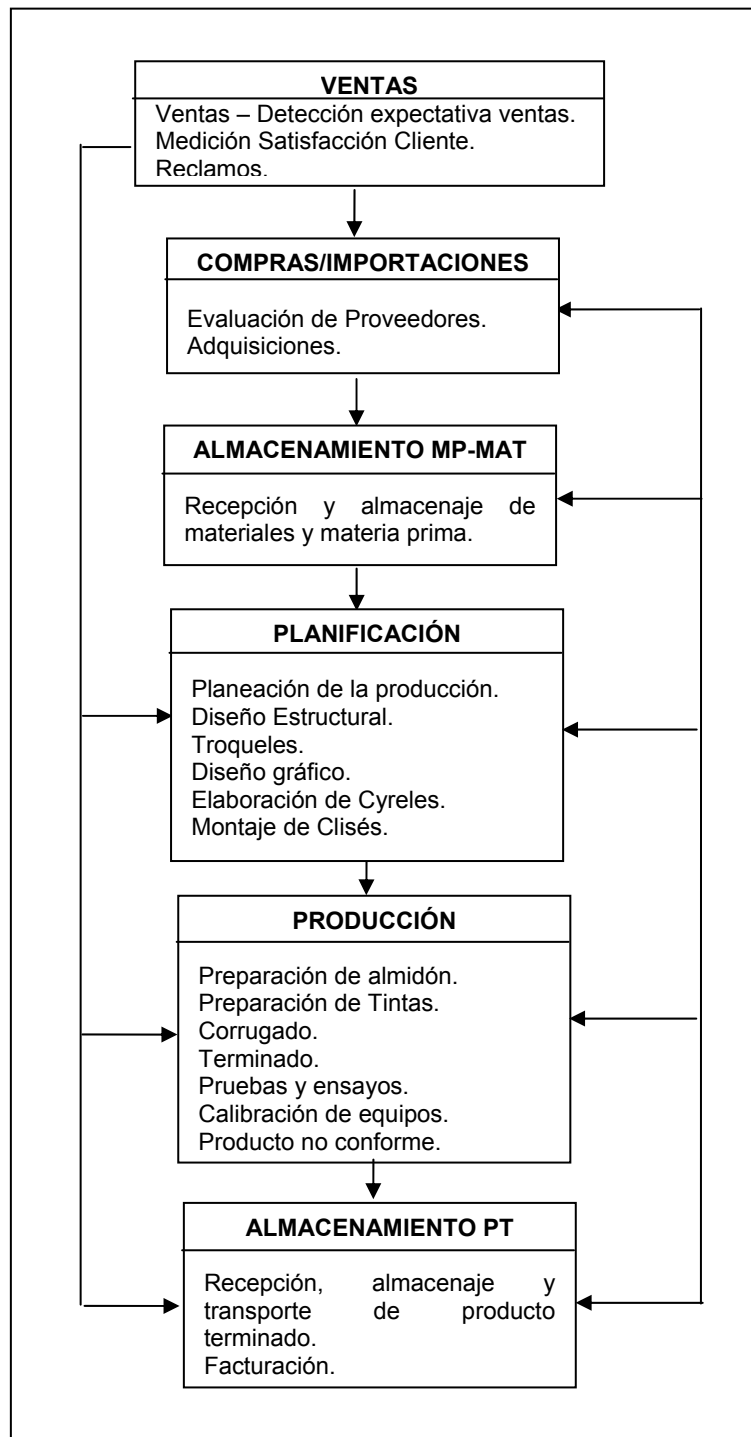 VENTAS
Ventas – Detección expectativa ventas.
Medición Satisfacción Cliente.
Reclamos.
COMPRAS/IMPORTACIONES
Evaluación de Proveedores.
Adquisiciones.
ALMACENAMIENTO MP-MAT
Recepción y almacenaje de
materiales y materia prima.
PLANIFICACIÓN
Planeación de la producción.
Diseño Estructural.
Troqueles.
Diseño gráfico.
Elaboración de Cyreles.
Montaje de Clisés.
PRODUCCIÓN
Preparación de almidón.
Preparación de Tintas.
Corrugado.
Terminado.
Pruebas y ensayos.
Calibración de equipos.
Producto no conforme.
ALMACENAMIENTO PT
Recepción, almacenaje y
transporte de producto
terminado.
Facturación.